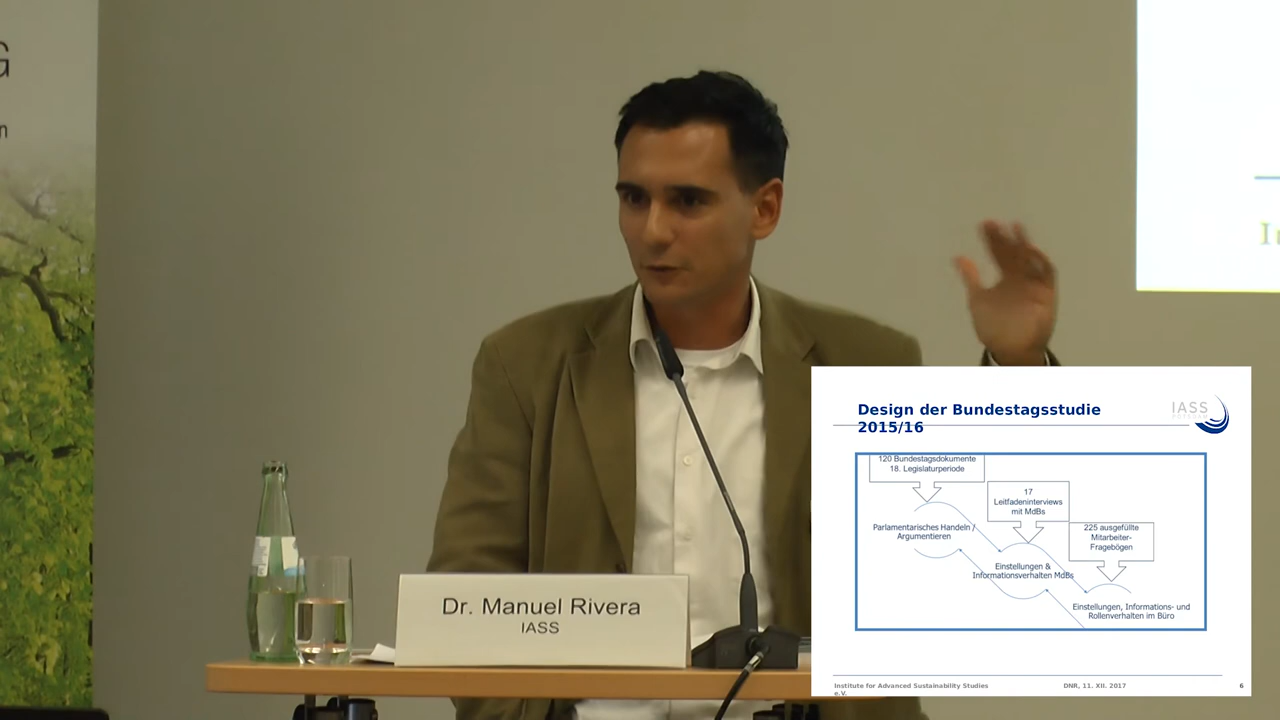 G
n
In
Dr. Manuel Rivera
IASS
Design der Bundestagsstudie
2015/16
IASS
POTSDAM
120 Bundestagsdokumente
18. Legislaturperiode
17
Leitfadeninterviews
mit MdBs
225 ausgefüllte
Mitarbeiter-
Fragebögen
Parlamentarisches Handeln /
Argumentieren
Einstellungen &
Informationsverhalten MdBs
Einstellungen, Informations- und
Rollenverhalten im Büro
Institute for Advanced Sustainability Studies
e.V.
DNR, 11. XII. 2017
6